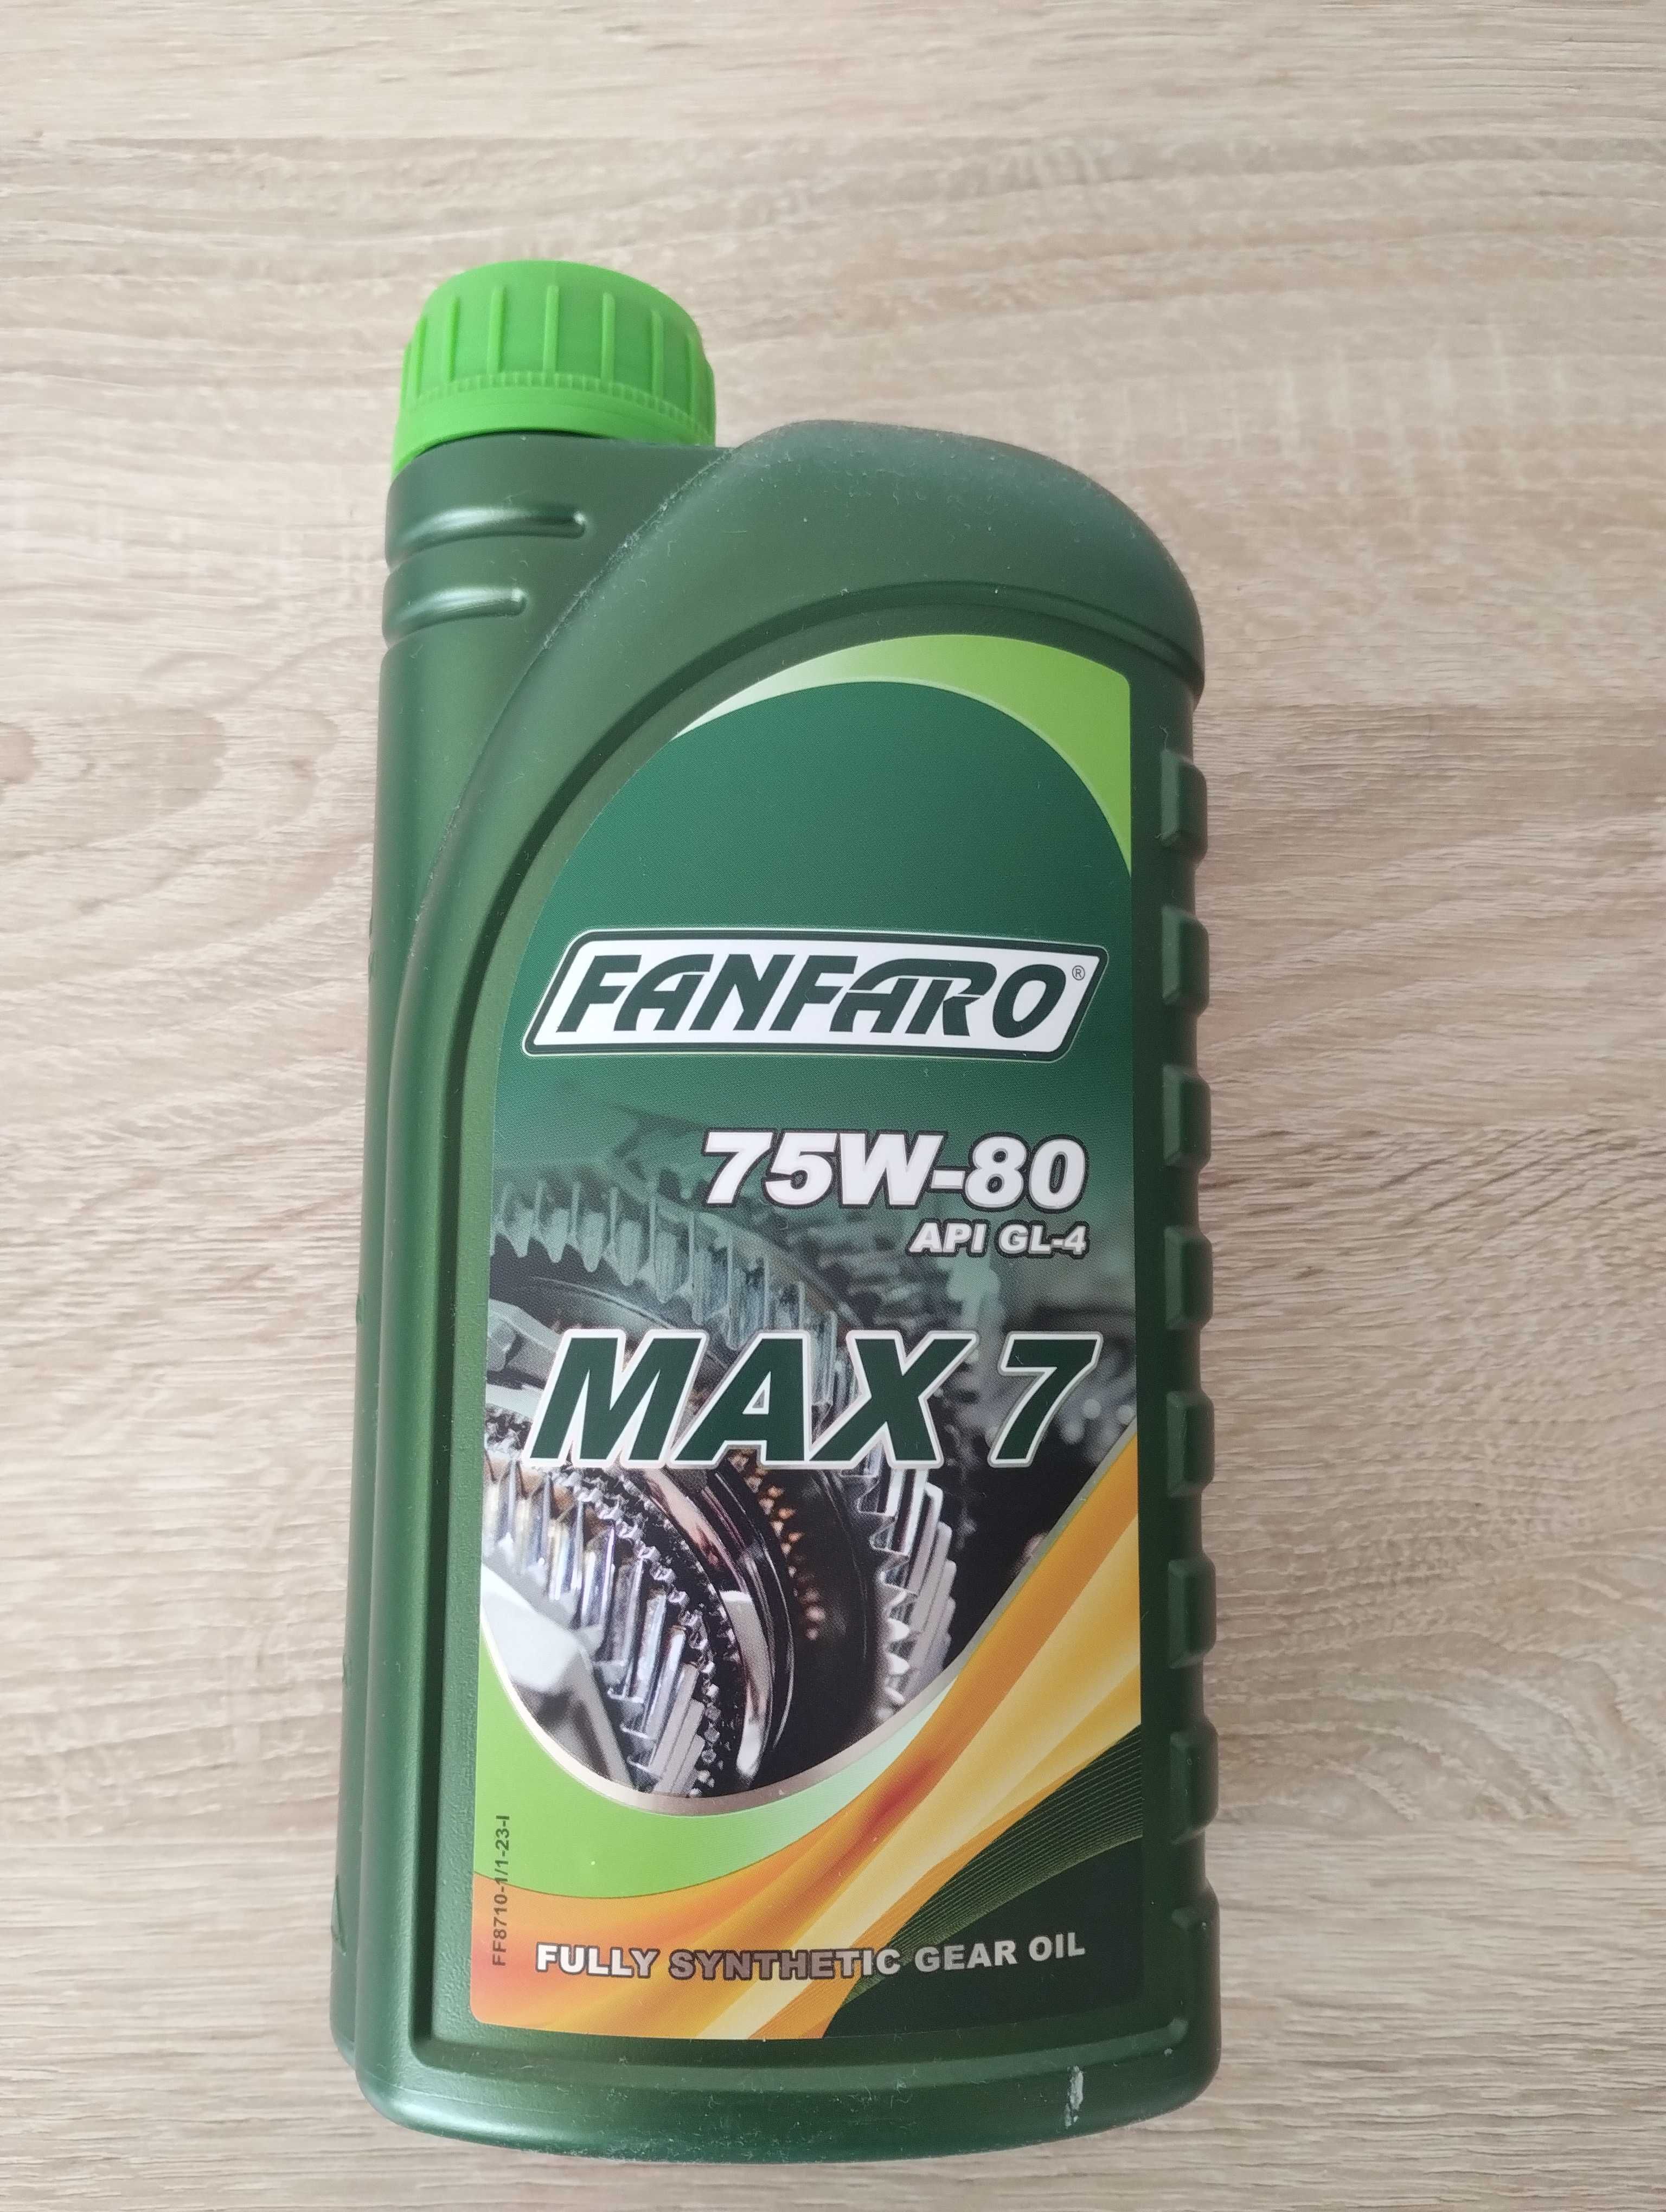 FANFARO®
75W-80
API GL-4
MAX 7
FF8710-1/1-23-I
FULLY SYNTHETIC GEAR OIL